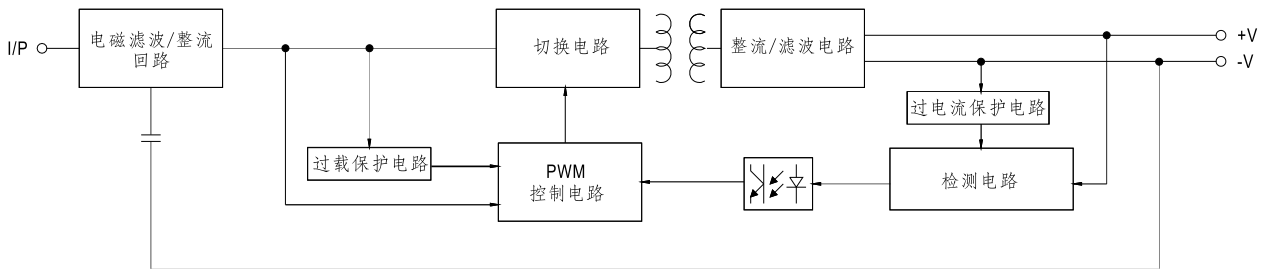 I/P
电磁滤波/整流
回路
切换电路
整流/滤波电路
+V
-V
过电流保护电路
过载保护电路
PWM
控制电路
检测电路